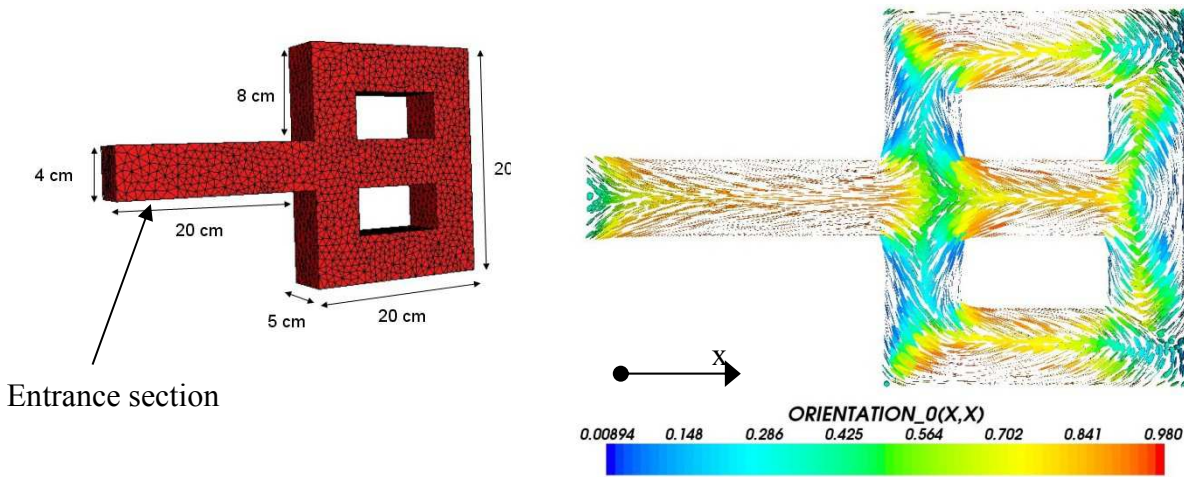 8 cm
4 cm
20
20 cm
5 cm
20 cm
Entrance section
x
ORIENTATION_0(X,X)
0.00894 0.148 0.286 0.425 0.564 0.702 0.841 0.980